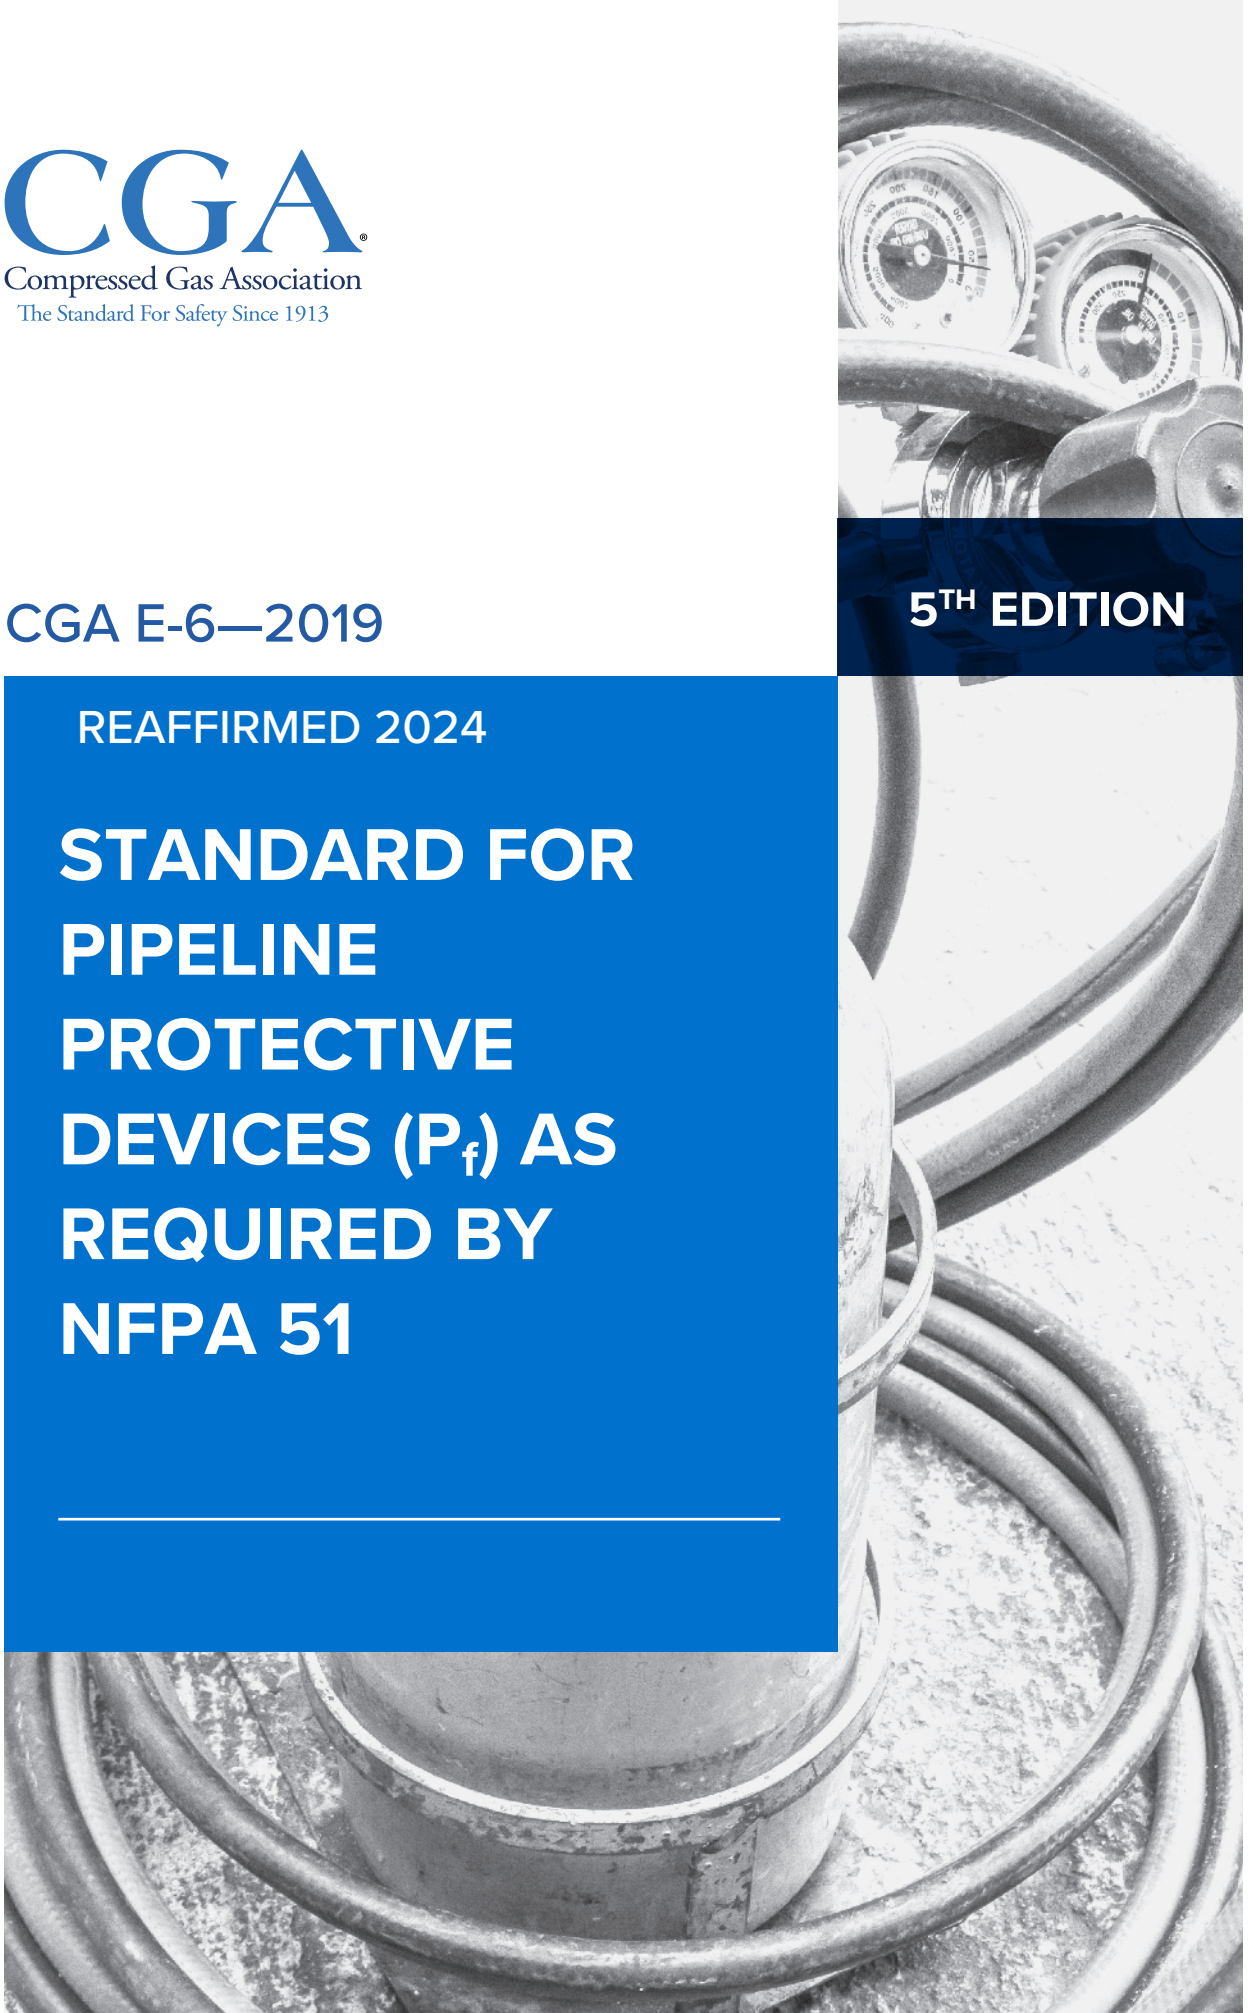 CGA®
Compressed Gas Association
The Standard For Safety Since 1913
CGA E-6—2019
5TH EDITION
REAFFIRMED 2024
STANDARD FOR
PIPELINE
PROTECTIVE
DEVICES (Pf) AS
REQUIRED BY
NFPA 51